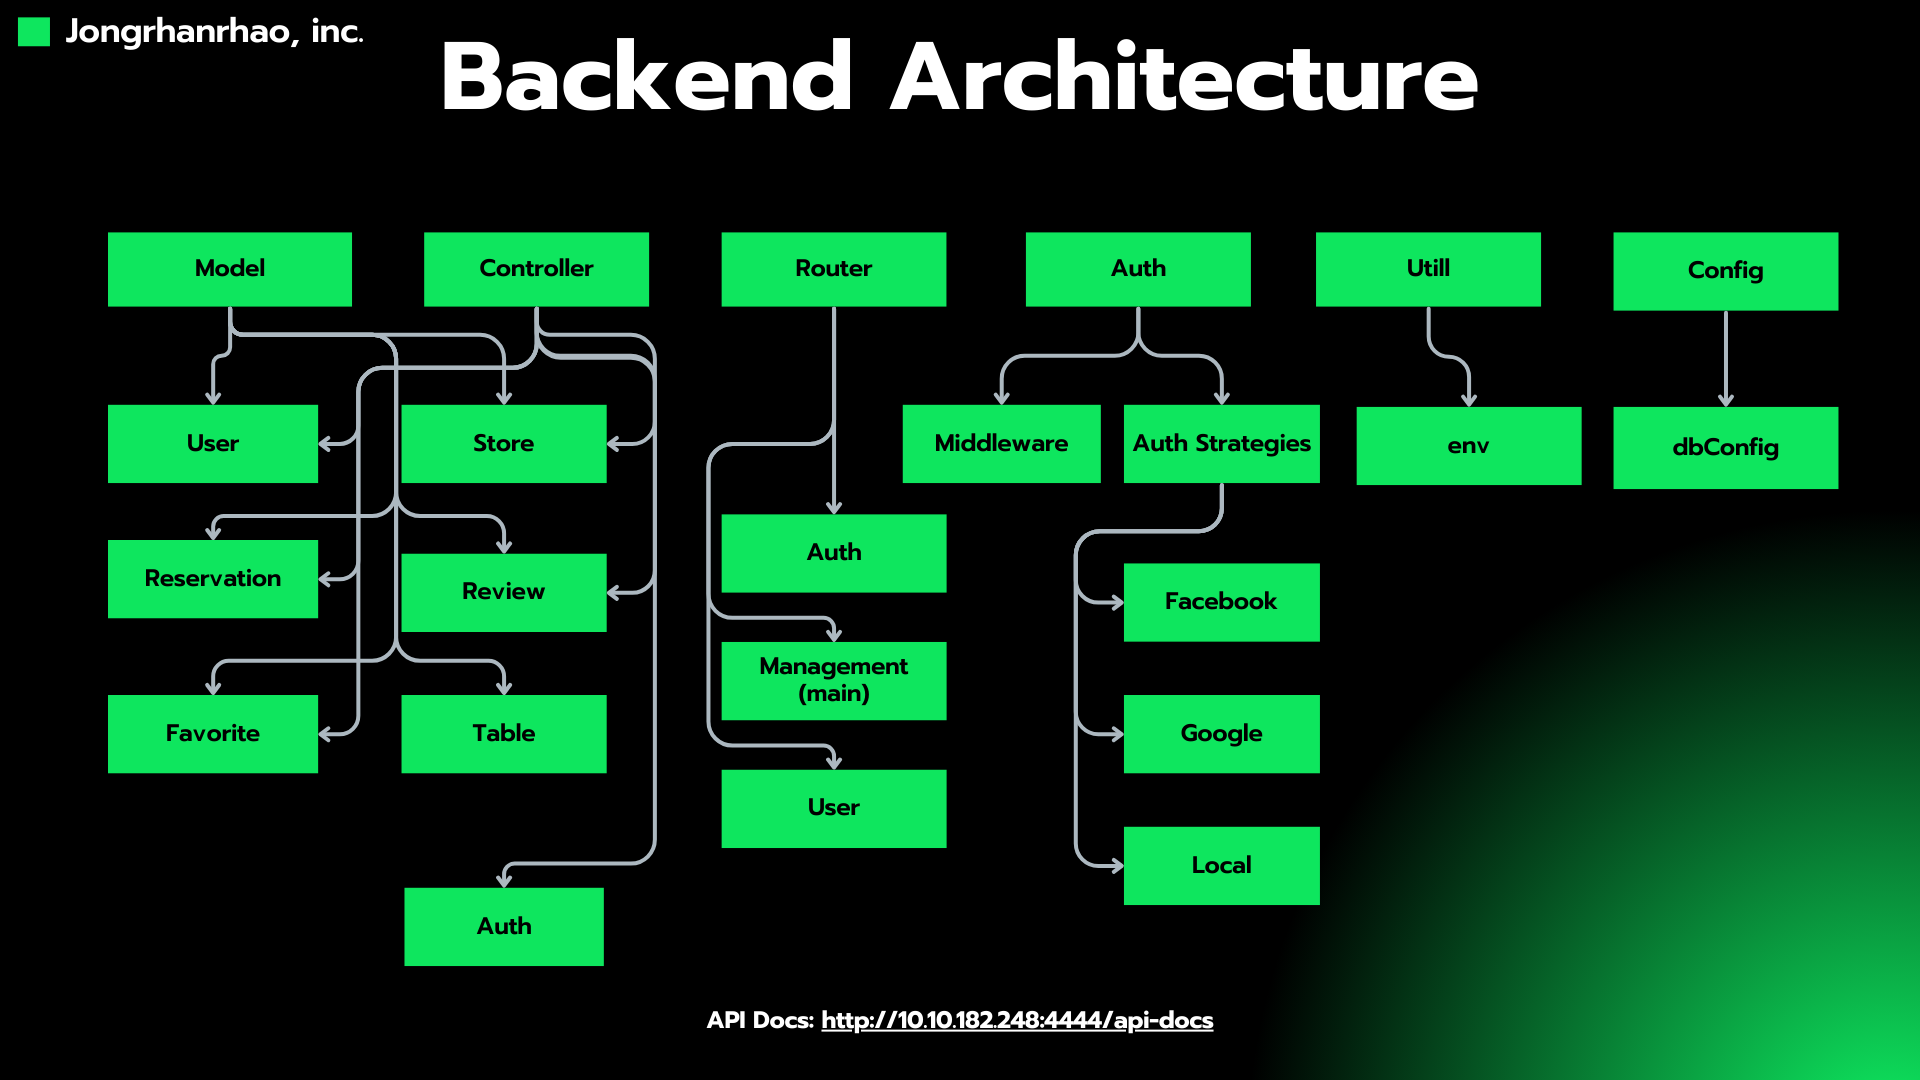 Jongrhanrhao, inc.
Backend Architecture
Model
Controller
Router
Auth
Utill
Config
User
Store
Middleware
Auth Strategies
env
dbConfig
Reservation
Review
Auth
Facebook
Management
(main)
Favorite
Table
Google
User
Local
Auth
API Docs: http://10.10.182.248:4444/api-docs